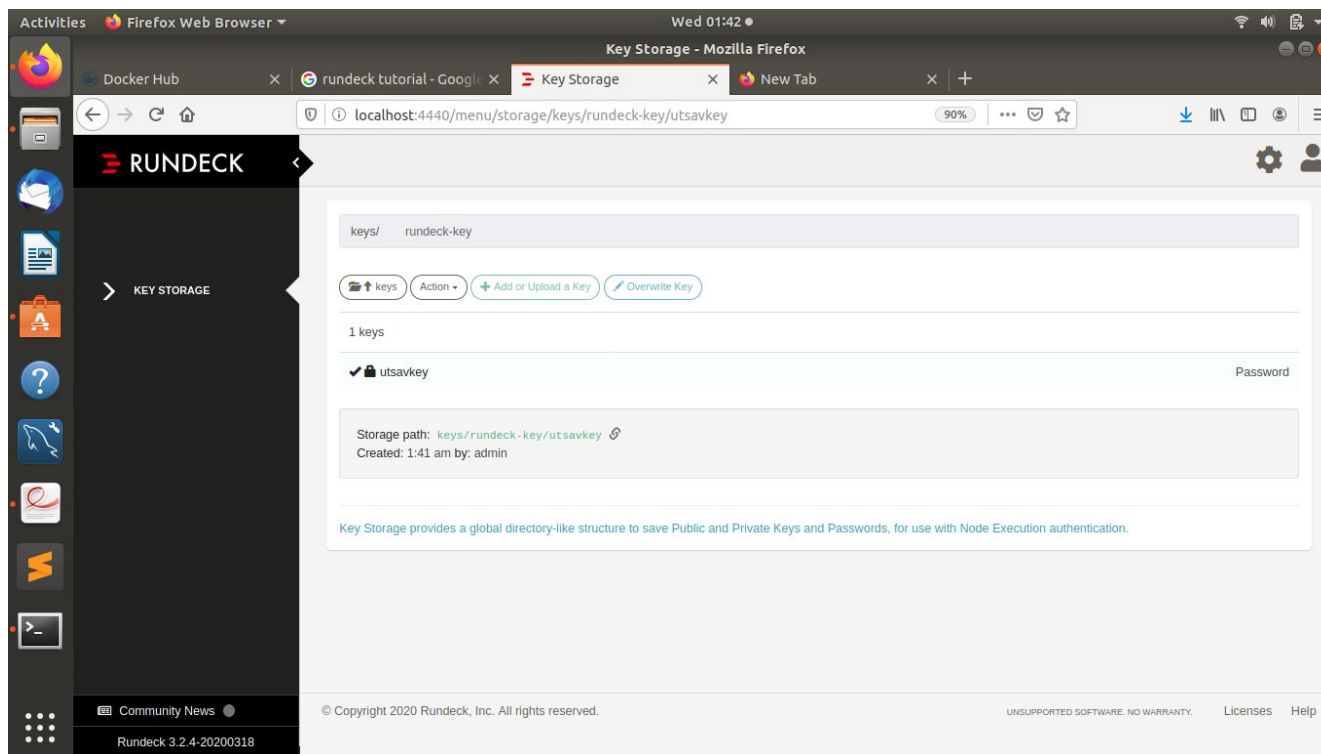 Activities Firefox Web Browser Wed 01:42
Key Storage - Mozilla Firefox
Docker Hub rundeck tutorial - Google Key Storage New Tab
localhost:4440/menu/storage/keys/rundeck-key/utsavkey 90%
RUNDECK
keys/ rundeck-key
KEY STORAGE
keys Action + Add or Upload a Key Overwrite Key
1 keys
utsavkey Password
Storage path: keys/rundeck-key/utsavkey
Created: 1:41 am by: admin
Key Storage provides a global directory-like structure to save Public and Private Keys and Passwords, for use with Node Execution authentication.
Community News © Copyright 2020 Rundeck, Inc. All rights reserved. UNSUPPORTED SOFTWARE. NO WARRANTY. Licenses Help
Rundeck 3.2.4-20200318